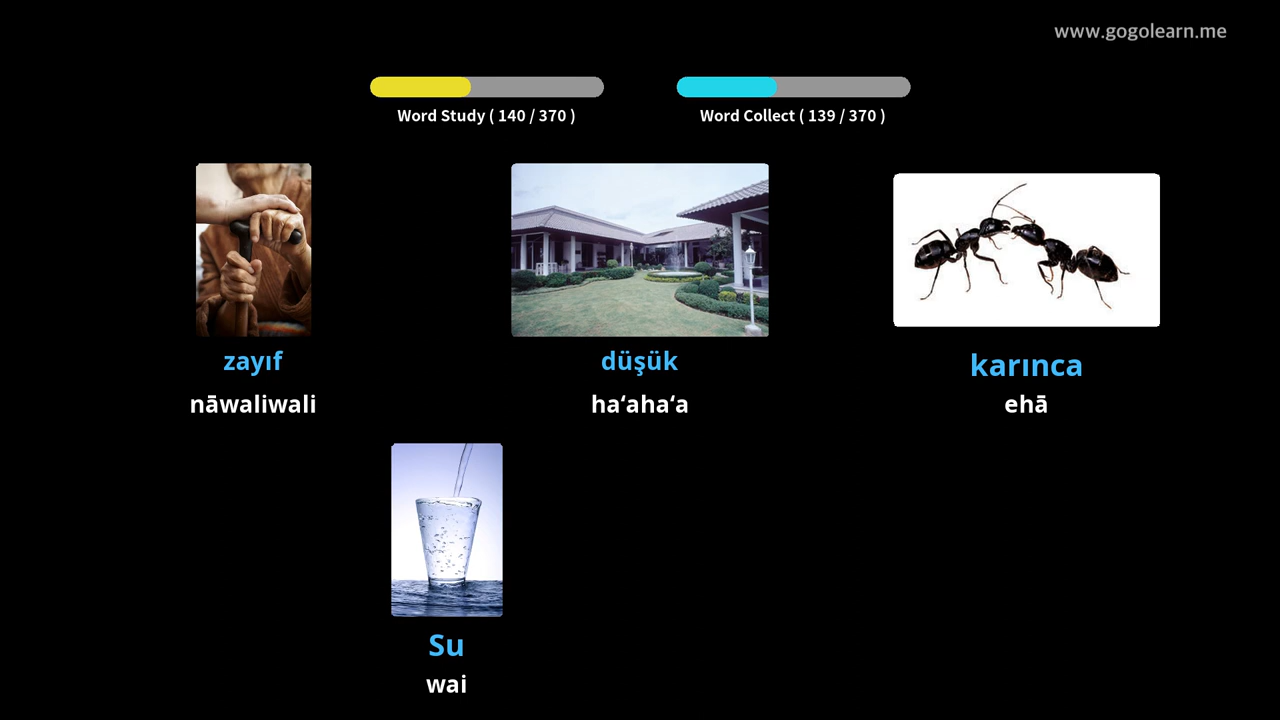 www.gogolearn.me
Word Study ( 140 / 370 )
Word Collect ( 139 / 370 )
zayıf
nāwaliwali
düşük
haʻahaʻa
karınca
ehā
Su
wai